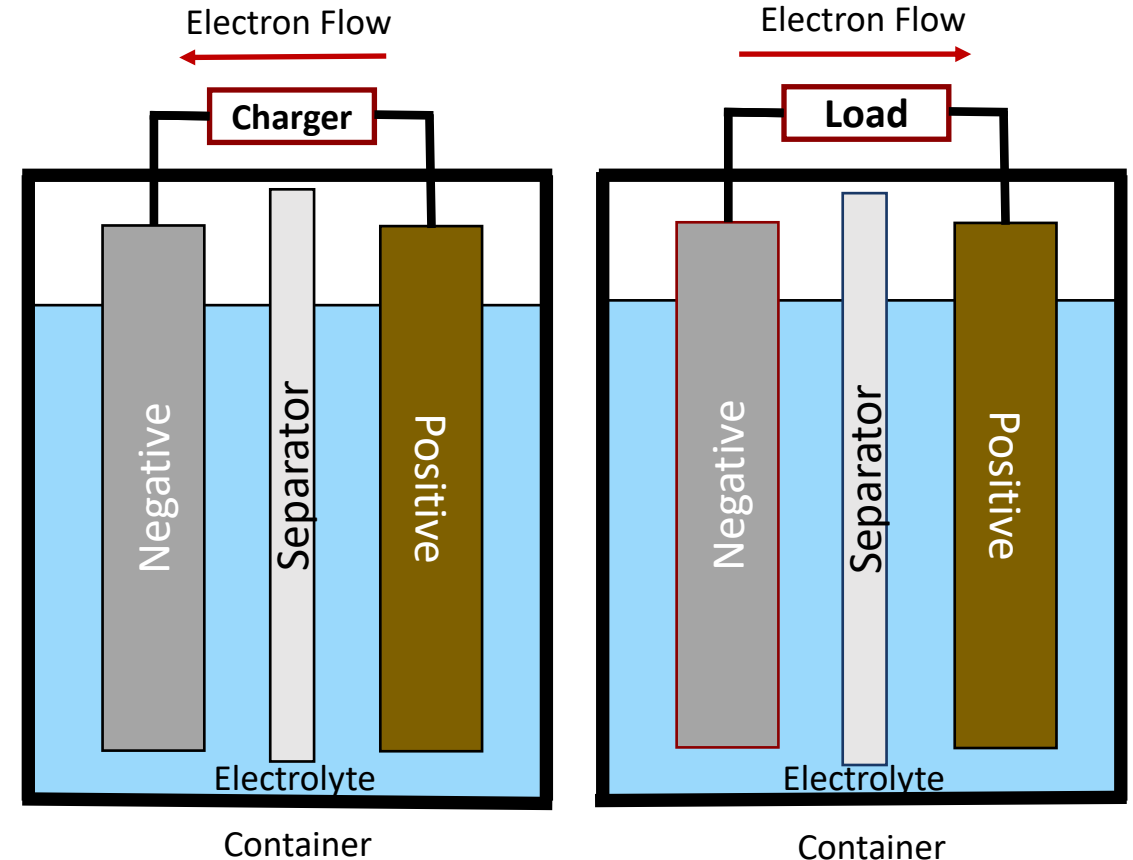 Electron Flow
Charger
Negative
Separator
Positive
Electrolyte
Container
Electron Flow
Load
Negative
Separator
Positive
Electrolyte
Container